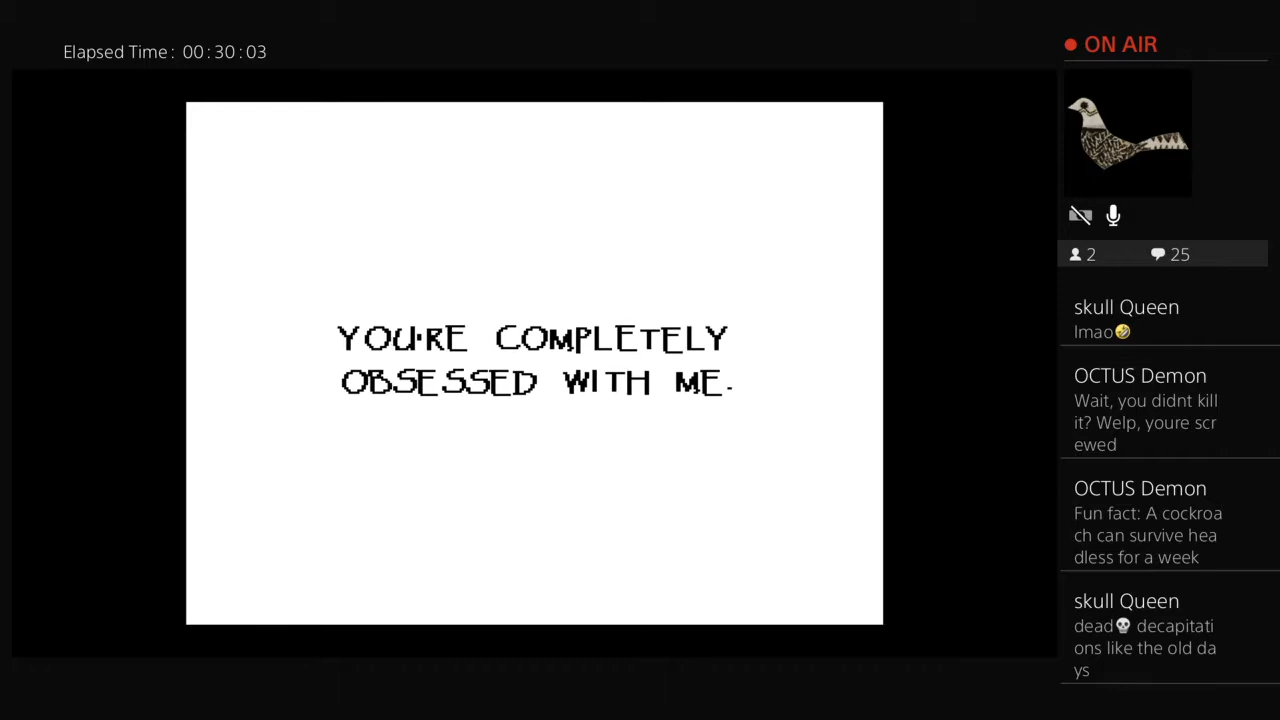 Elapsed Time: 00:30:03
ON AIR
YOU'RE COMPLETELY
OBSESSED WITH ME.
2
25
skull Queen
lmao🤣
OCTUS Demon
Wait, you didnt kill
it? Welp, youre scr
ewed
OCTUS Demon
Fun fact: A cockroa
ch can survive hea
dless for a week
skull Queen
dead💀 decapitati
ons like the old da
ys